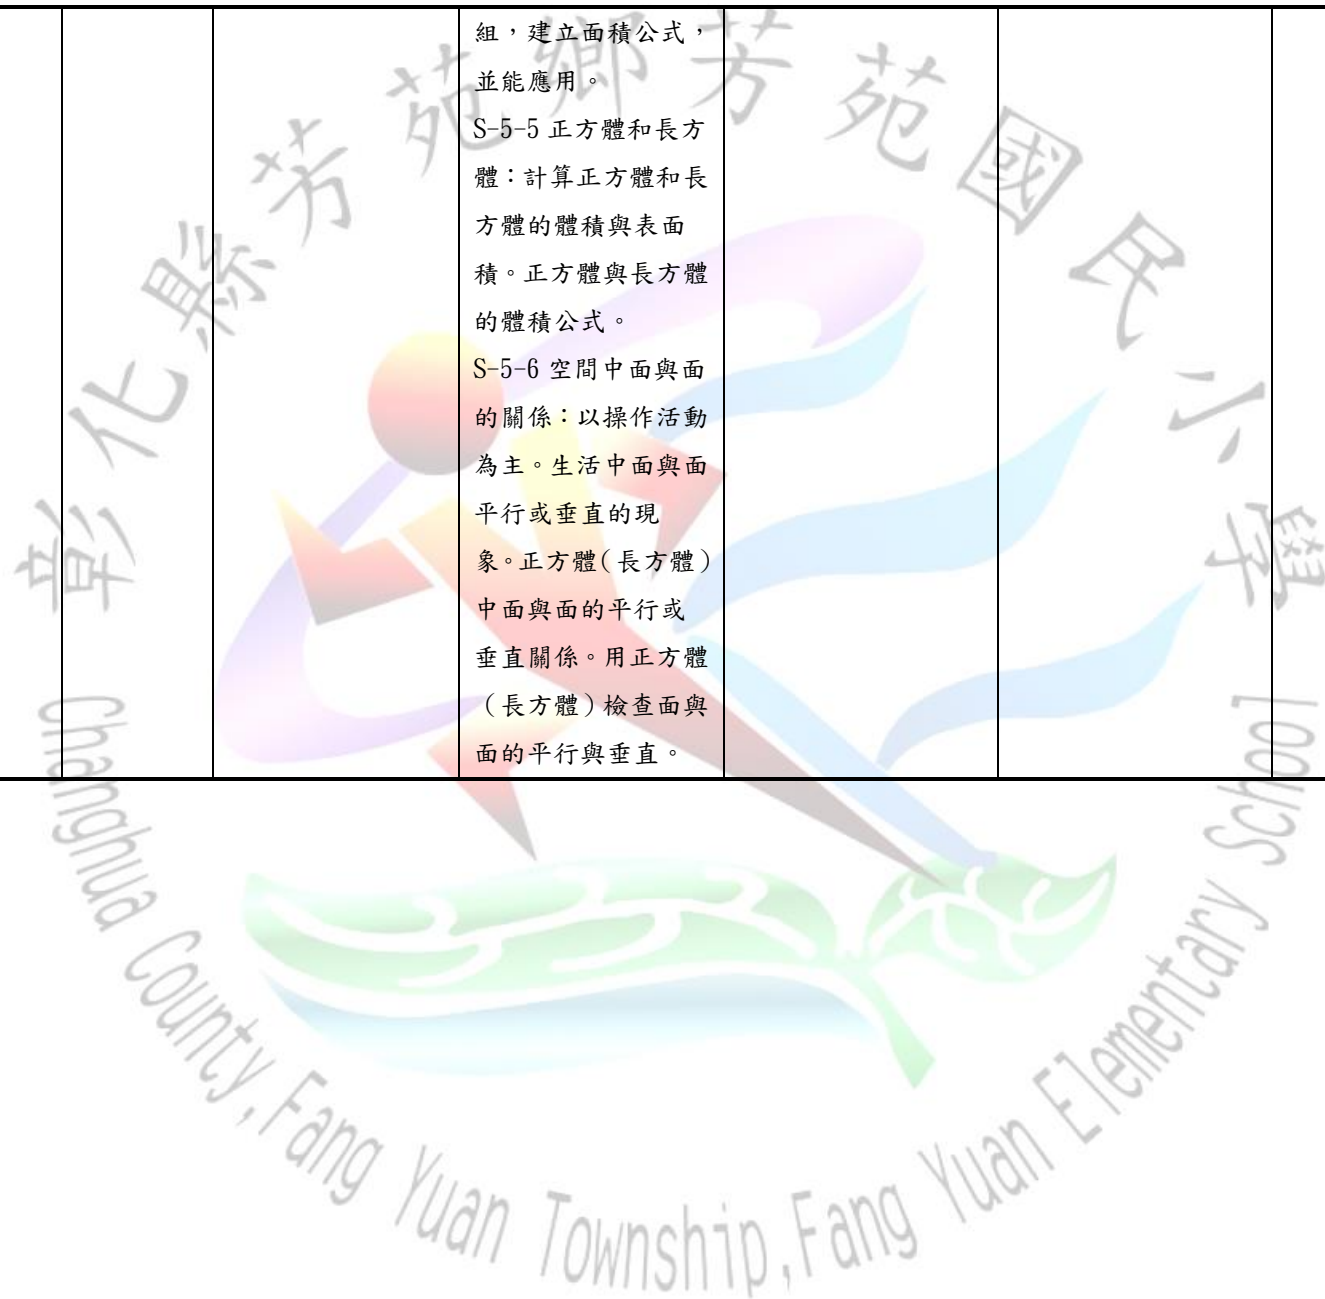 組，建立面積公式，
並能應用。
S-5-5 正方體和長方
體：計算正方體和長
方體的體積與表面
積。正方體與長方體
的體積公式。
S-5-6 空間中面與面
的關係：以操作活動
為主。生活中面與面
平行或垂直的現
象。正方體（長方體）
中面與面的平行或
垂直關係。用正方體
（長方體）檢查面與
面的平行與垂直。
彰化縣芳苑鄉芳苑國民小學
Changhua County, Fang Yuan Township, Fang Yuan Elementary School